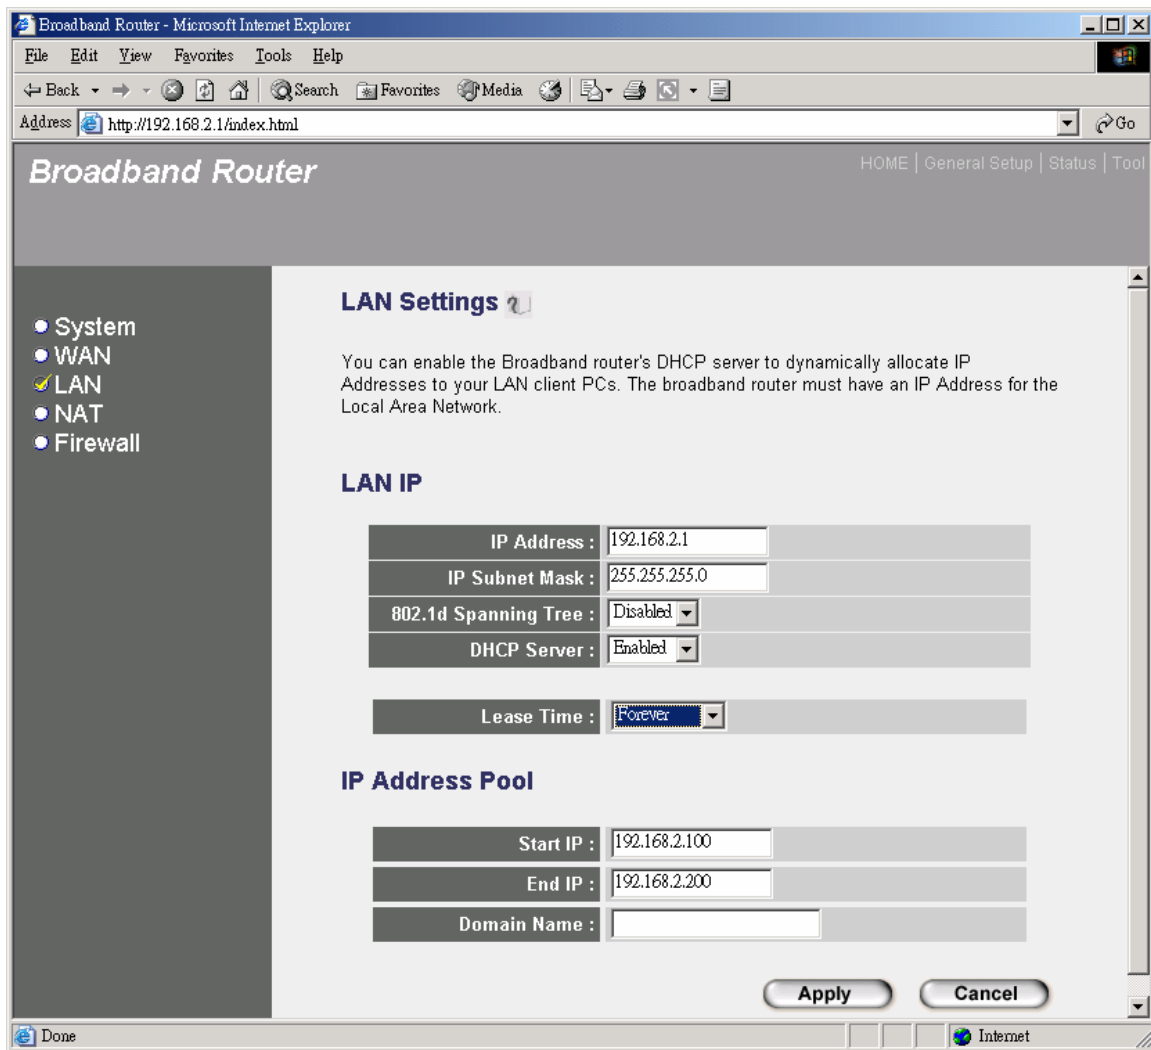 Broadband Router - Microsoft Internet Explorer
File Edit View Favorites Tools Help
Back Search Favorites Media
Address http://192.168.2.1/index.html Go
Broadband Router
HOME | General Setup | Status | Tool
System
WAN
LAN
NAT
Firewall
LAN Settings
You can enable the Broadband router's DHCP server to dynamically allocate IP
Addresses to your LAN client PCs. The broadband router must have an IP Address for the
Local Area Network.
LAN IP
IP Address : 192.168.2.1
IP Subnet Mask : 255.255.255.0
802.1d Spanning Tree : Disabled
DHCP Server : Enabled
Lease Time : Forever
IP Address Pool
Start IP : 192.168.2.100
End IP : 192.168.2.200
Domain Name :
Apply Cancel
Done Internet